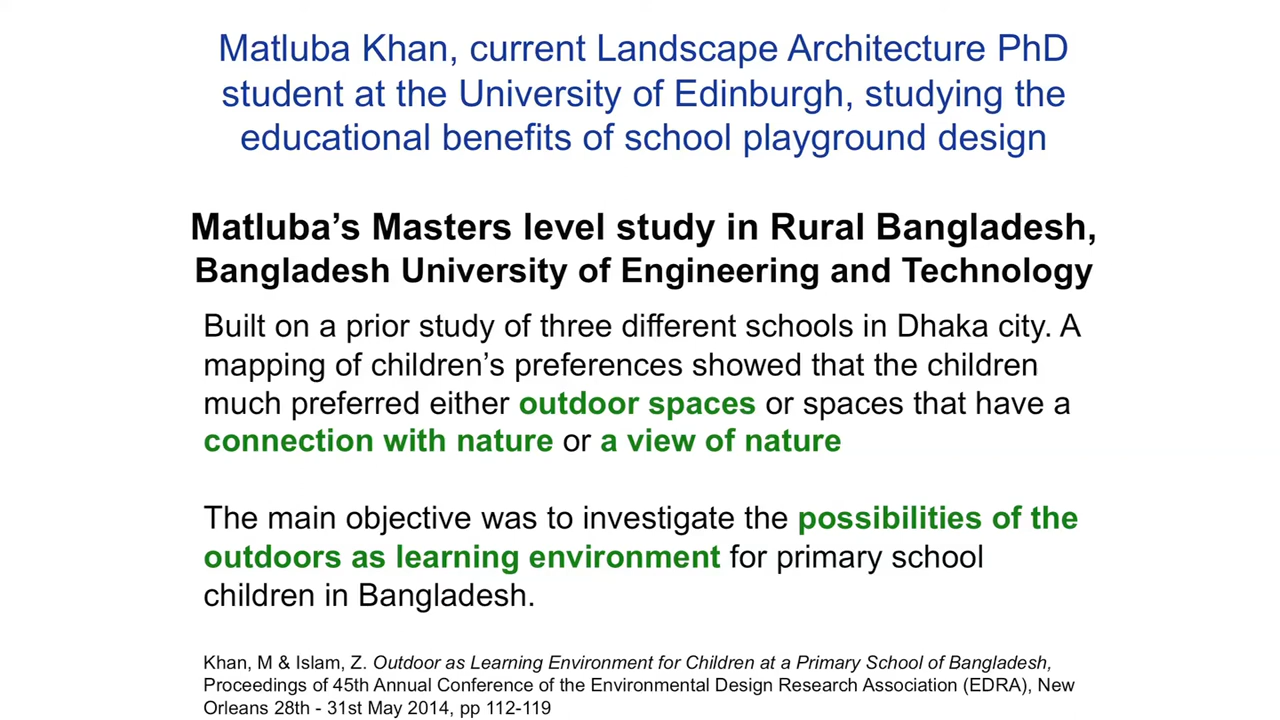 Matluba Khan, current Landscape Architecture PhD
student at the University of Edinburgh, studying the
educational benefits of school playground design
Matluba’s Masters level study in Rural Bangladesh,
Bangladesh University of Engineering and Technology
Built on a prior study of three different schools in Dhaka city. A
mapping of children’s preferences showed that the children
much preferred either outdoor spaces or spaces that have a
connection with nature or a view of nature
The main objective was to investigate the possibilities of the
outdoors as learning environment for primary school
children in Bangladesh.
Khan, M & Islam, Z. Outdoor as Learning Environment for Children at a Primary School of Bangladesh,
Proceedings of 45th Annual Conference of the Environmental Design Research Association (EDRA), New
Orleans 28th - 31st May 2014, pp 112-119